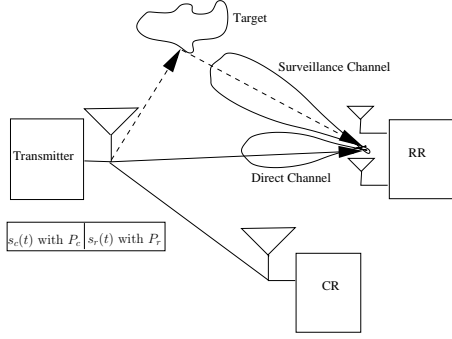 Target
Surveillance Channel
Transmitter
RR
Direct Channel
s_c(t) with P_c s_r(t) with P_r
CR